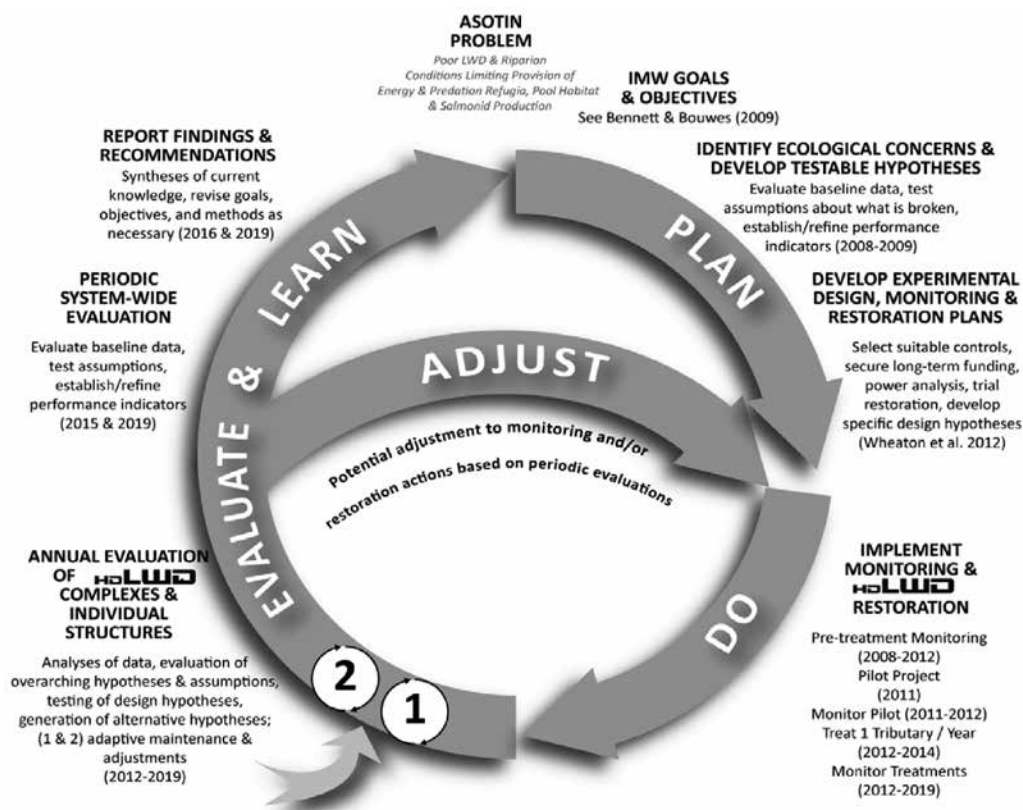 ASOTIN
PROBLEM
Poor LWD & Riparian
Conditions Limiting Provision of
Energy & Predation Refugia, Pool Habitat
& Salmonid Production
IMW GOALS
& OBJECTIVES
See Bennett & Bouwes (2009)
IDENTIFY ECOLOGICAL CONCERNS &
DEVELOP TESTABLE HYPOTHESES
Evaluate baseline data, test
assumptions about what is broken,
establish/refine performance
indicators (2008-2009)
DEVELOP EXPERIMENTAL
DESIGN, MONITORING &
RESTORATION PLANS
Select suitable controls,
secure long-term funding,
power analysis, trial
restoration, develop
specific design hypotheses
(Wheaton et al. 2012)
IMPLEMENT
MONITORING &
HDLWD
RESTORATION
Pre-treatment Monitoring
(2008-2012)
Pilot Project
(2011)
Monitor Pilot (2011-2012)
Treat 1 Tributary / Year
(2012-2014)
Monitor Treatments
(2012-2019)
ANNUAL EVALUATION
OF HDLWD
COMPLEXES &
INDIVIDUAL
STRUCTURES
Analyses of data, evaluation of
overarching hypotheses & assumptions,
testing of design hypotheses,
generation of alternative hypotheses;
(1 & 2) adaptive maintenance &
adjustments
(2012-2019)
PERIODIC
SYSTEM-WIDE
EVALUATION
Evaluate baseline data,
test assumptions,
establish/refine
performance indicators
(2015 & 2019)
REPORT FINDINGS &
RECOMMENDATIONS
Syntheses of current
knowledge, revise goals,
objectives, and methods as
necessary (2016 & 2019)
PLAN
DO
EVALUATE & LEARN
ADJUST
Potential adjustment to monitoring and/or
restoration actions based on periodic evaluations
2
1